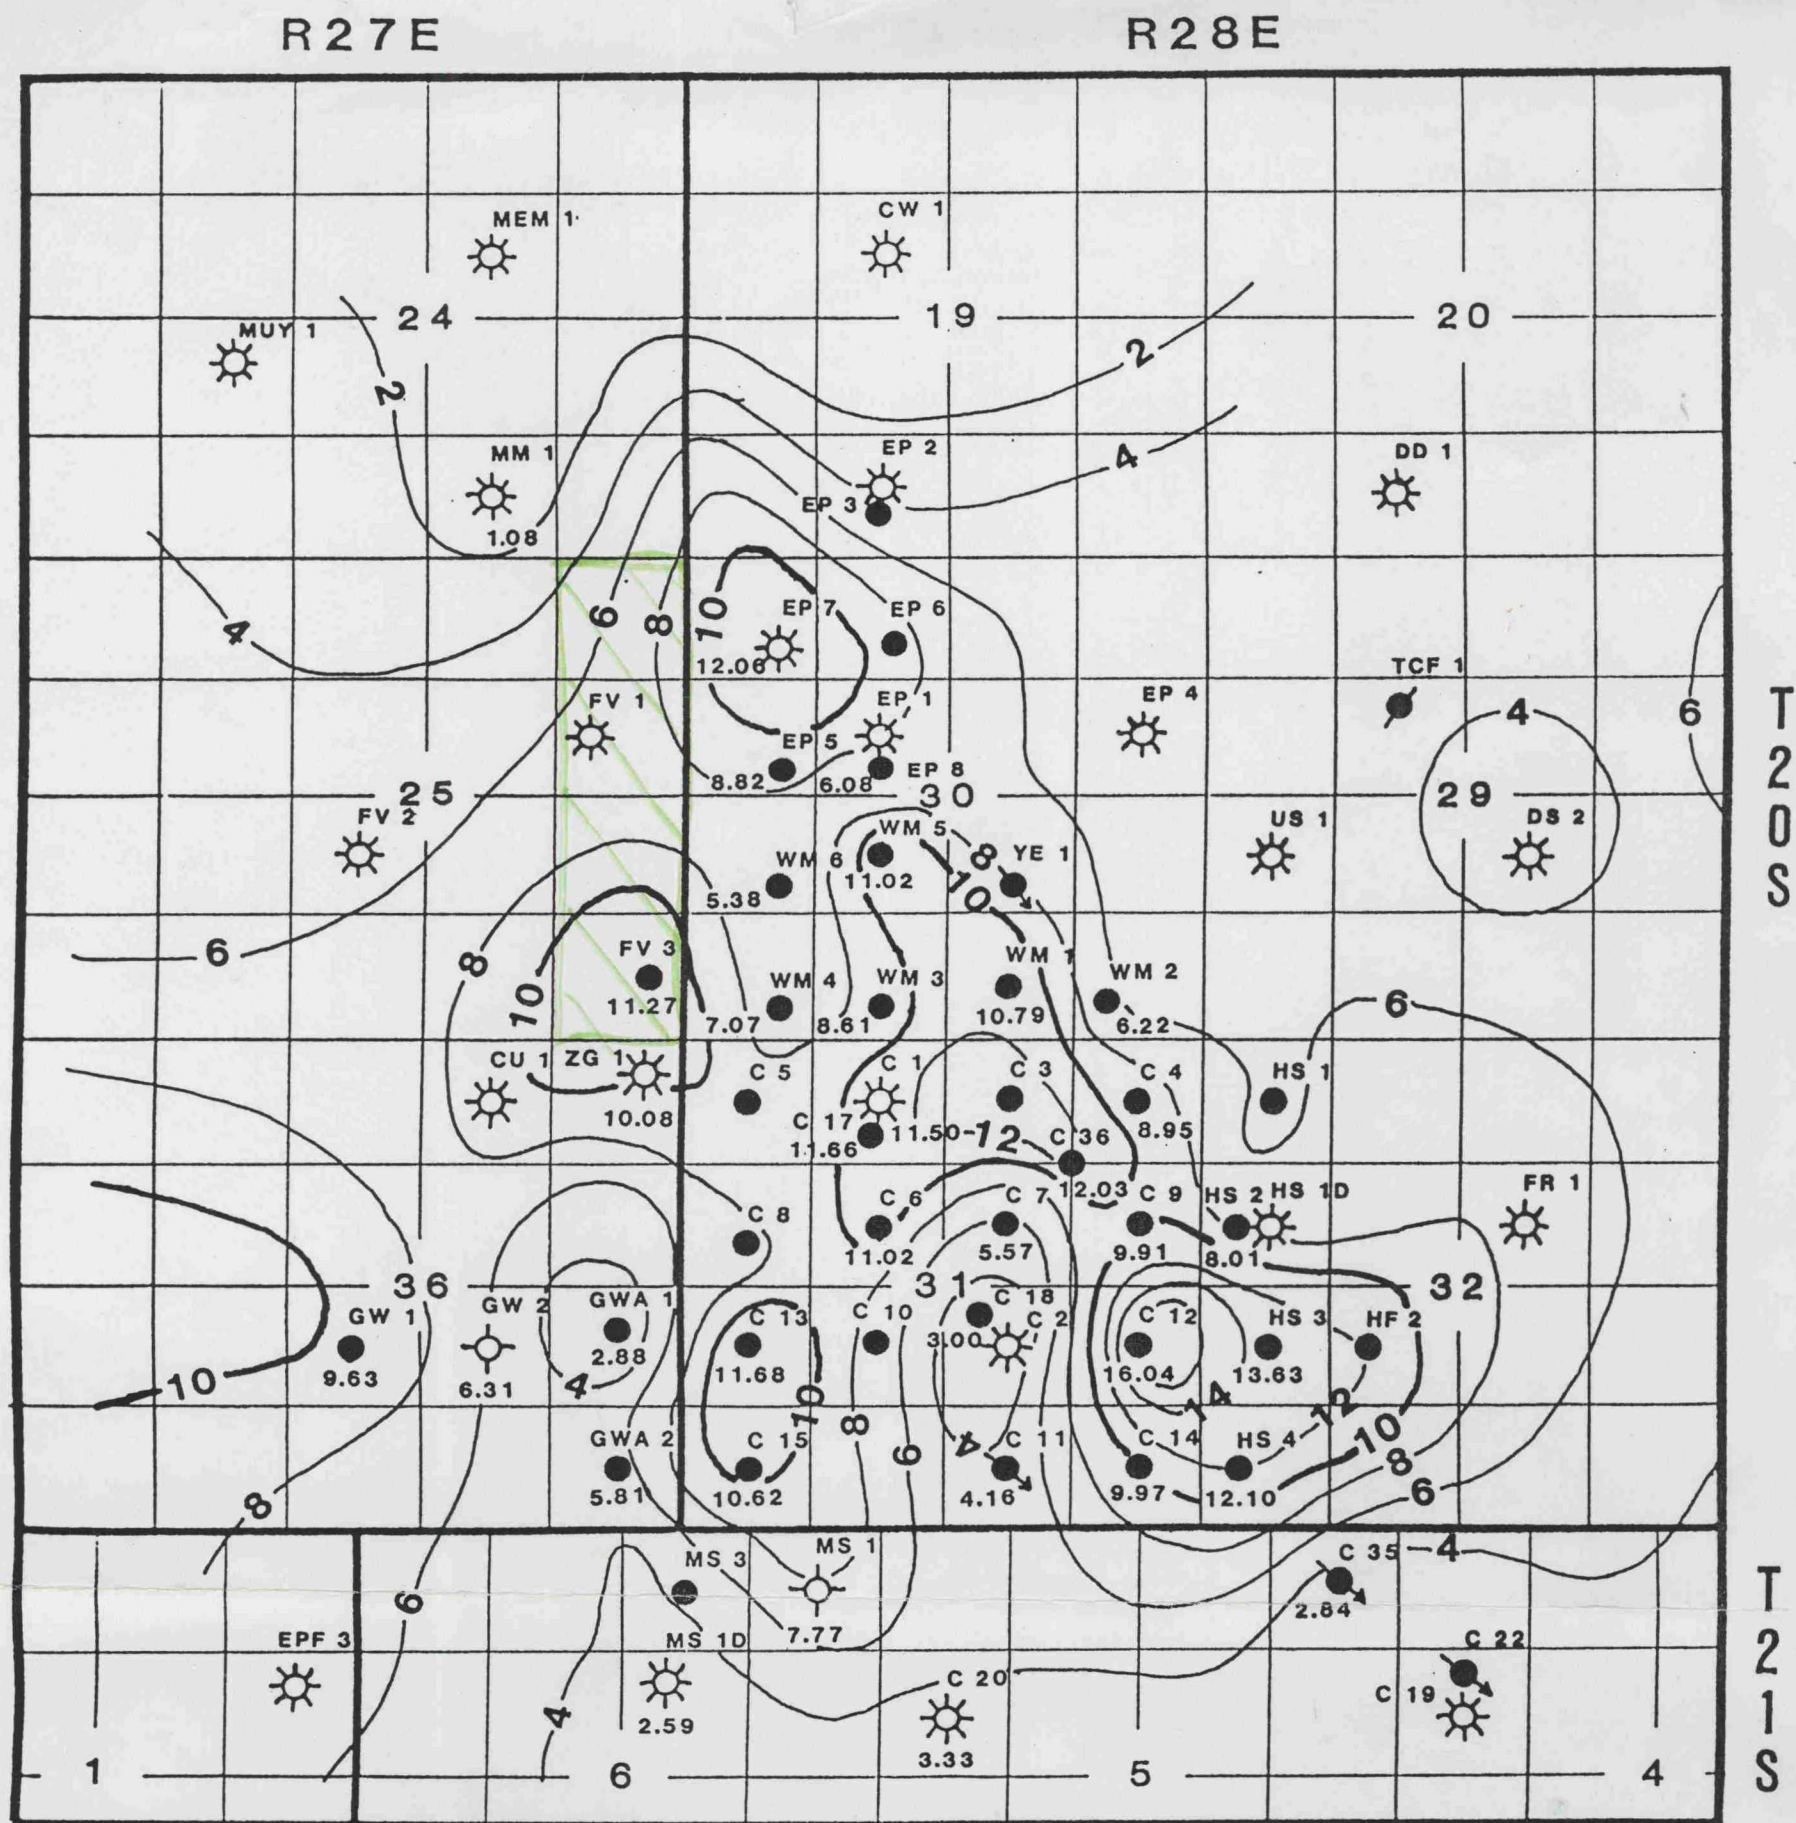 R27E R28E
MEM 1 CW 1
24 19 20
MUY 1
2
2
MM 1 EP 2 4 DD 1
EP 3
1.08
4 6 8 10 EP 7 EP 6
12.06 TCF 1
FV 1 EP 1 EP 4 4 6
EP 5
8.82 6.08 EP 8
25 30 29
FV 2 WM 5 US 1 DS 2
T20S
WM 6 11.02 8 YE 1
5.38 10
6 8 FV 3 WM 1
10 11.27 WM 4 WM 3 10.79 WM 2
7.07 8.61 6.22 6
CU 1 ZG 1 C 5 C 1 C 3 C 4 HS 1
10.08 C 17 11.50 12 C 36 8.95
11.66
12.03
C 8 C 6 C 7 C 9 HS 2 HS 1D FR 1
11.02 5.57 9.91 8.01
36 31 32
GW 1 GW 2 GWA 1 C 13 C 10 C 18 C 2 C 12 HS 3 HF 2
3.00
9.63 6.31 2.88 11.68 16.04 13.63
10 4 10 14 12
8 6 4 10
GWA 2 C 15 C 11 C 14 HS 4 8
5.81 10.62 4.16 9.97 12.10 6
8
MS 3 MS 1 C 35 4
6 2.84
7.77
EPF 3 MS 1D C 22
C 20 C 19
4 2.59
3.33
1 6 5 4
T21S